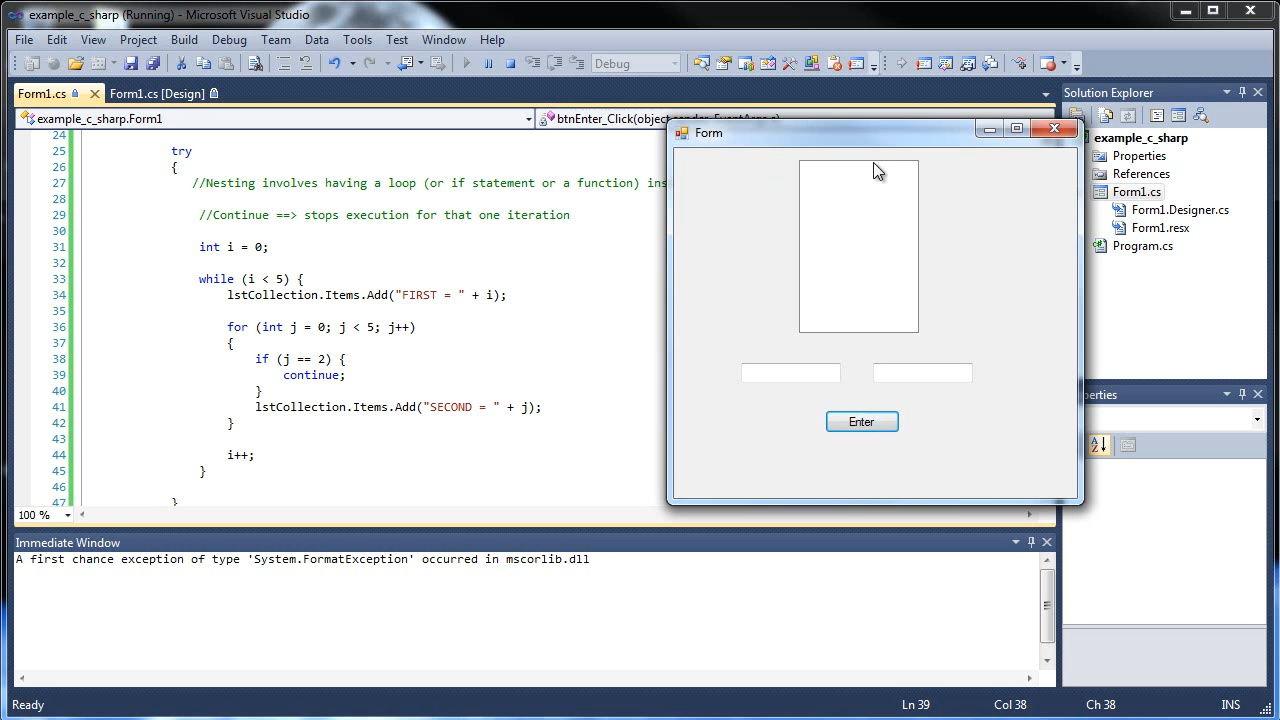 example_c_sharp (Running) - Microsoft Visual Studio
File Edit View Project Build Debug Team Data Tools Test Window Help
Debug
Form1.cs Form1.cs [Design]
Solution Explorer
example_c_sharp.Form1
btnEnter_Click(object sender, EventArgs e)
Form
example_c_sharp
Properties
References
Form1.cs
Form1.Designer.cs
Form1.resx
Program.cs
24
25 try
26 {
27 //Nesting involves having a loop (or if statement or a function) ins
28
29 //Continue ==> stops execution for that one iteration
30
31 int i = 0;
32
33 while (i < 5) {
34 lstCollection.Items.Add("FIRST = " + i);
35
36 for (int j = 0; j < 5; j++)
37 {
38 if (j == 2) {
39 continue;
40 }
41 lstCollection.Items.Add("SECOND = " + j);
42 }
43
44 i++;
45 }
46
47 }
Enter
perties
100 %
Immediate Window
A first chance exception of type 'System.FormatException' occurred in mscorlib.dll
Ready Ln 39 Col 38 Ch 38 INS